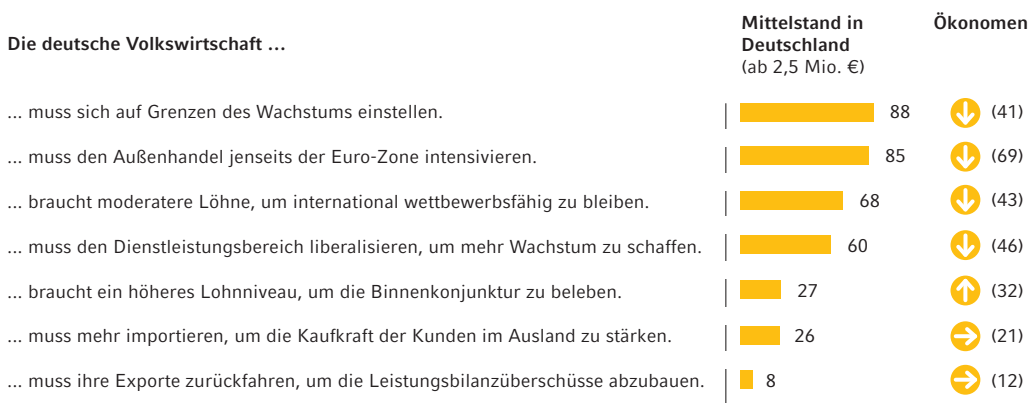 Die deutsche Volkswirtschaft …
Mittelstand in
Deutschland
(ab 2,5 Mio. €)
Ökonomen
... muss sich auf Grenzen des Wachstums einstellen. 88 (41)
... muss den Außenhandel jenseits der Euro-Zone intensivieren. 85 (69)
... braucht moderatere Löhne, um international wettbewerbsfähig zu bleiben. 68 (43)
... muss den Dienstleistungsbereich liberalisieren, um mehr Wachstum zu schaffen. 60 (46)
... braucht ein höheres Lohnniveau, um die Binnenkonjunktur zu beleben. 27 (32)
... muss mehr importieren, um die Kaufkraft der Kunden im Ausland zu stärken. 26 (21)
... muss ihre Exporte zurückfahren, um die Leistungsbilanzüberschüsse abzubauen. 8 (12)